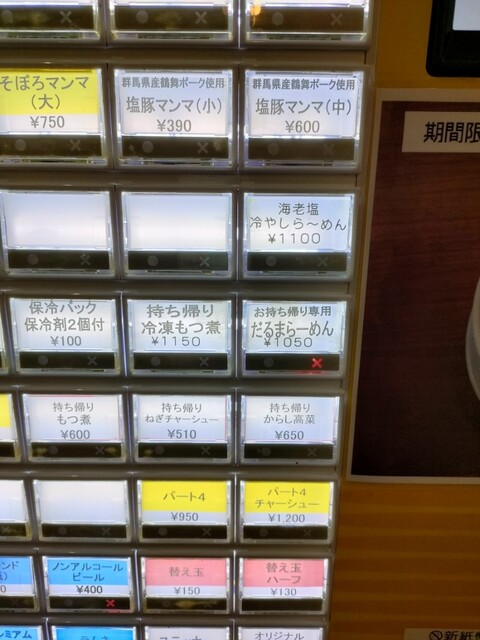 そぼろマンマ
（大）
¥750
群馬県産鶴舞ポーク使用
塩豚マンマ（小）
¥390
群馬県産鶴舞ポーク使用
塩豚マンマ（中）
¥600
期間限
海老塩
冷やしら～めん
¥1100
保冷パック
保冷剤2個付
¥100
持ち帰り
冷凍もつ煮
¥1150
お持ち帰り専用
だるまらーめん
¥1050
持ち帰り
もつ煮
¥600
持ち帰り
ねぎチャーシュー
¥510
持ち帰り
からし高菜
¥650
パート4
¥950
パート4
チャーシュー
¥1,200
ノンアルコール
ビール
¥400
替え玉
¥150
替え玉
ハーフ
¥130
オリジナル